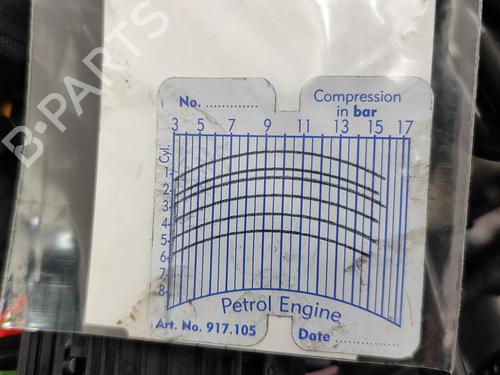 B-PARTS
No. ..............
Compression
in bar
3 5 7 9 11 13 15 17
Cyl.
1
2
3
4
5
6
7
8
Petrol Engine
Art. No. 917.105
Date ................